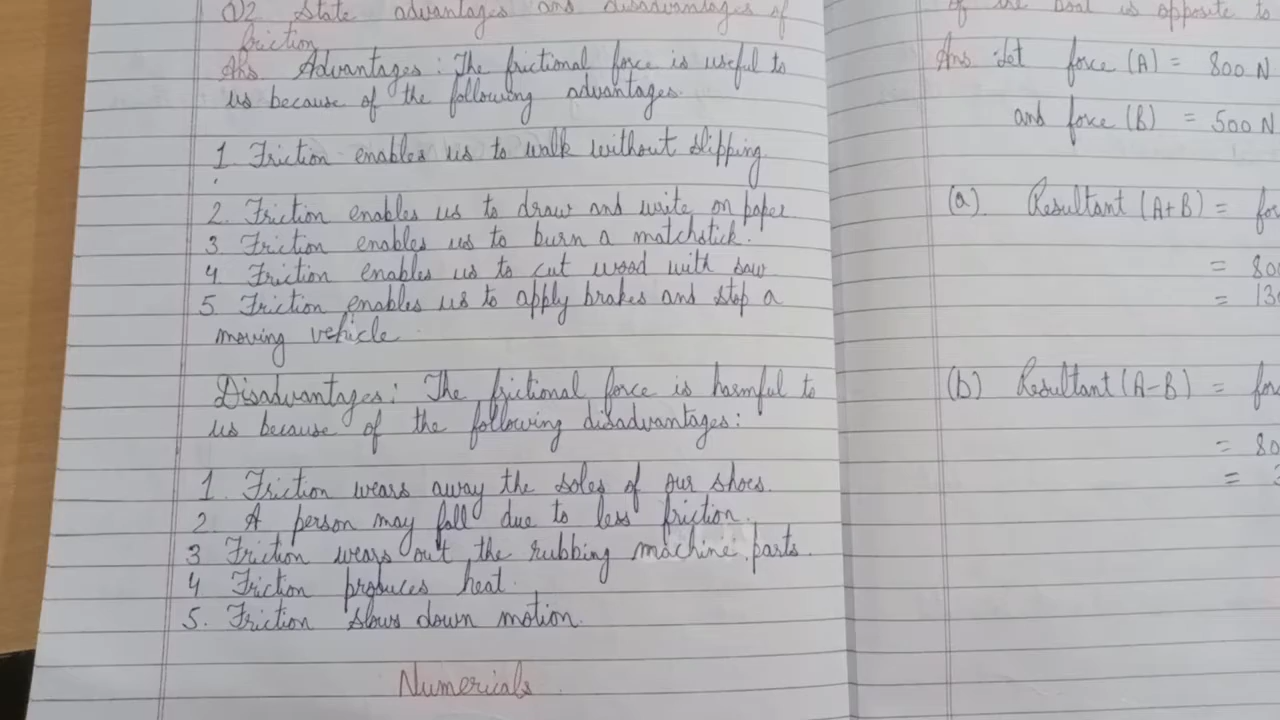 Q2 State advantages and disadvantages of
friction
Ans Advantages: The frictional force is useful to
us because of the following advantages.
1. Friction enables us to walk without slipping
2. Friction enables us to draw and write on paper
3 Friction enables us to burn a matchstick.
4. Friction enables us to cut wood with saw
5. Friction enables us to apply brakes and stop a
moving vehicle.
Disadvantages: The frictional force is harmful to
us because of the following disadvantages:
1. Friction wears away the soles of our shoes.
2. A person may fall due to less friction.
3 Friction wears out the rubbing machine parts.
4 Friction produces heat.
5. Friction slows down motion.
Numericals
of the boat is opposite to
Ans Let force (A) = 800 N
and force (B) = 500 N
(a) Resultant (A+B) = for
= 80
= 13
(b) Resultant (A-B) = for
= 80
=